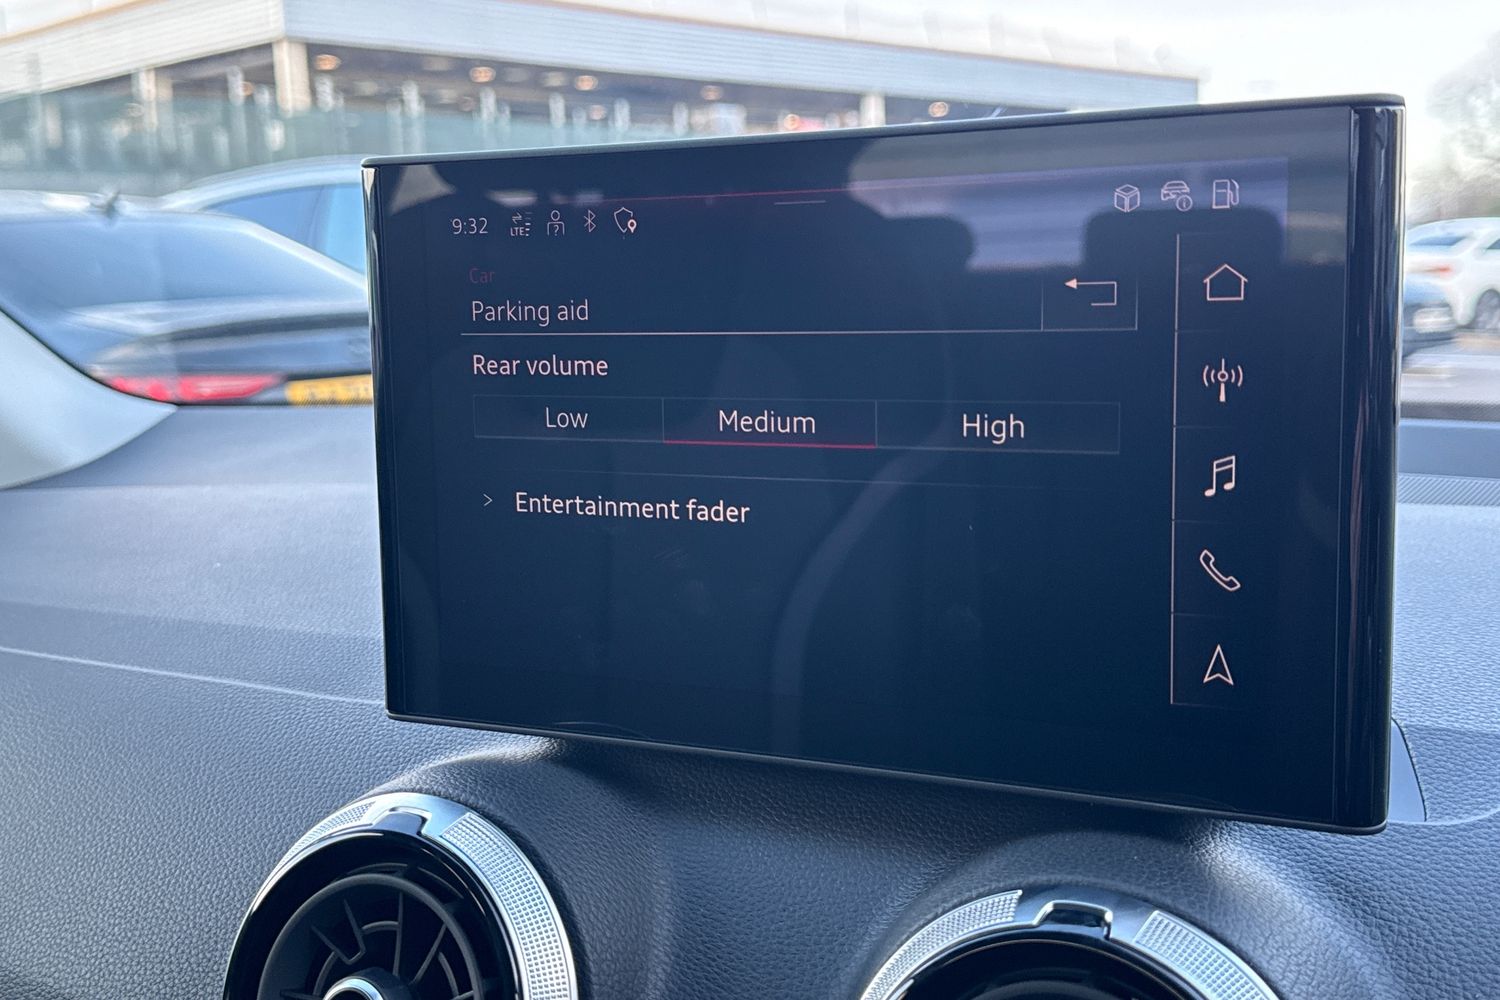 9:32 LTE
Car
Parking aid
Rear volume
Low Medium High
> Entertainment fader